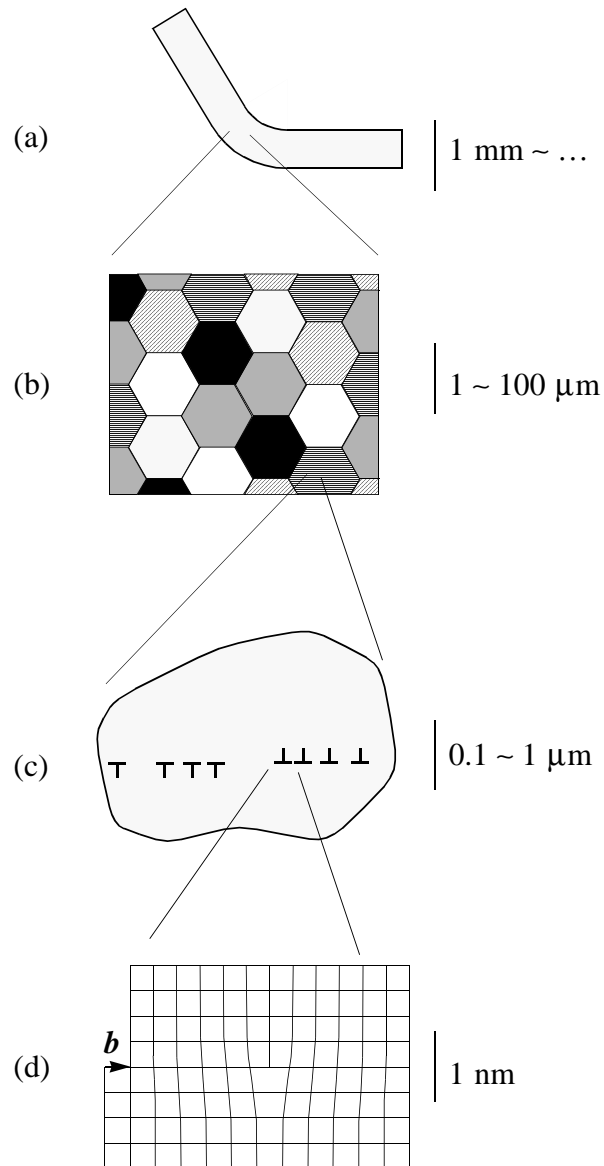 (a)
1 mm ~ …
(b)
1 ~ 100 μm
(c)
0.1 ~ 1 μm
b
(d)
1 nm